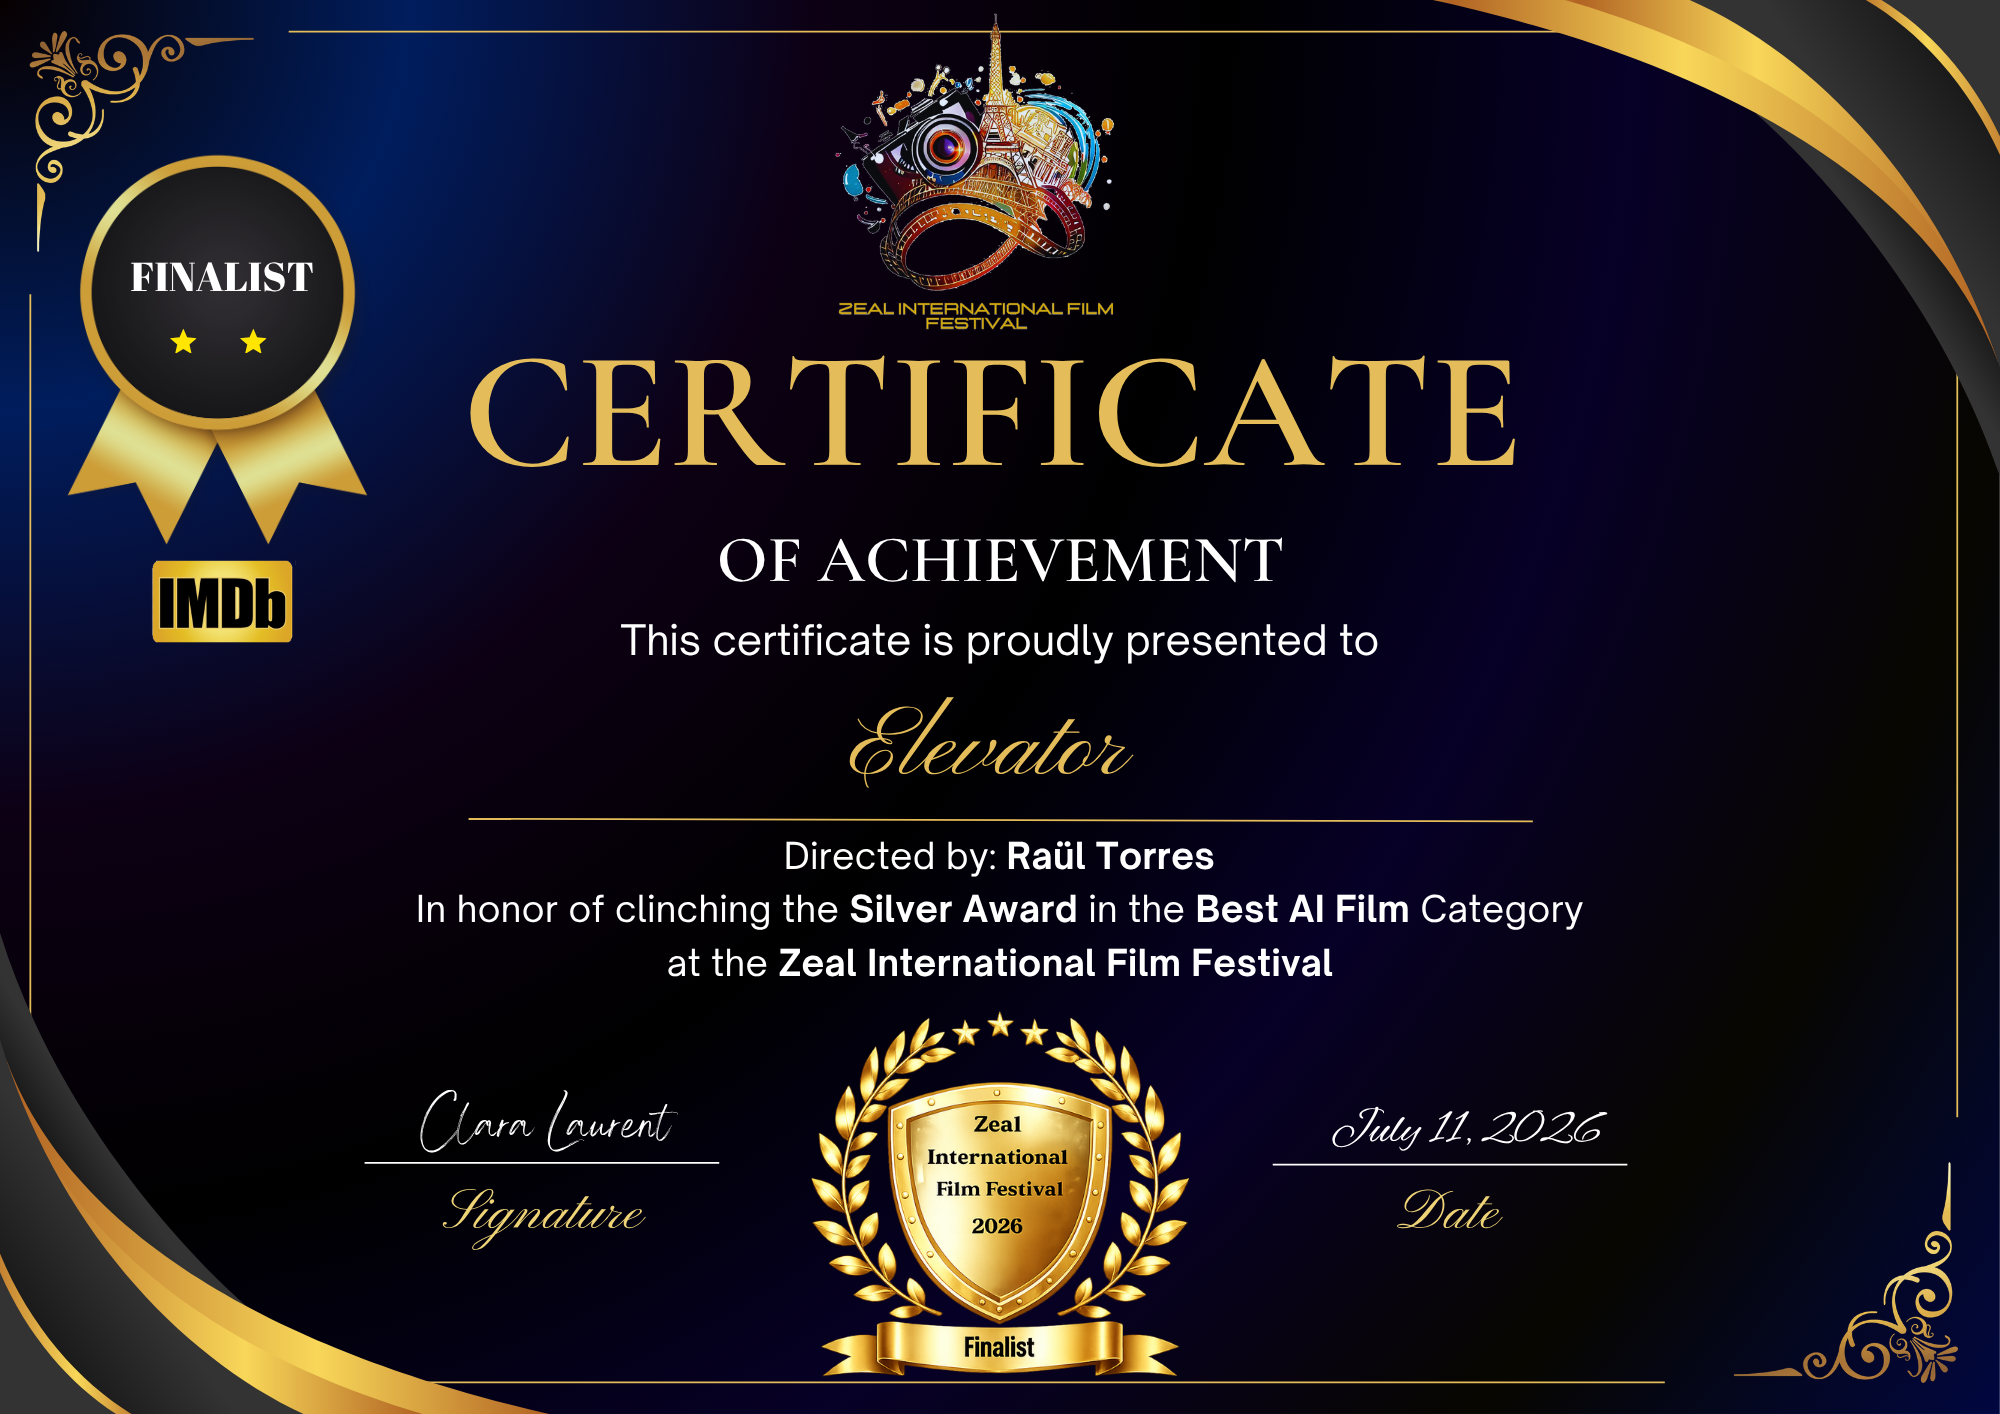 ZEAL INTERNATIONAL FILM
FESTIVAL
FINALIST
CERTIFICATE
OF ACHIEVEMENT
IMDb
This certificate is proudly presented to
Elevator
Directed by: Raül Torres
In honor of clinching the Silver Award in the Best AI Film Category
at the Zeal International Film Festival
Clara Laurent
Signature
Zeal
International
Film Festival
2026
Finalist
July 11, 2026
Date